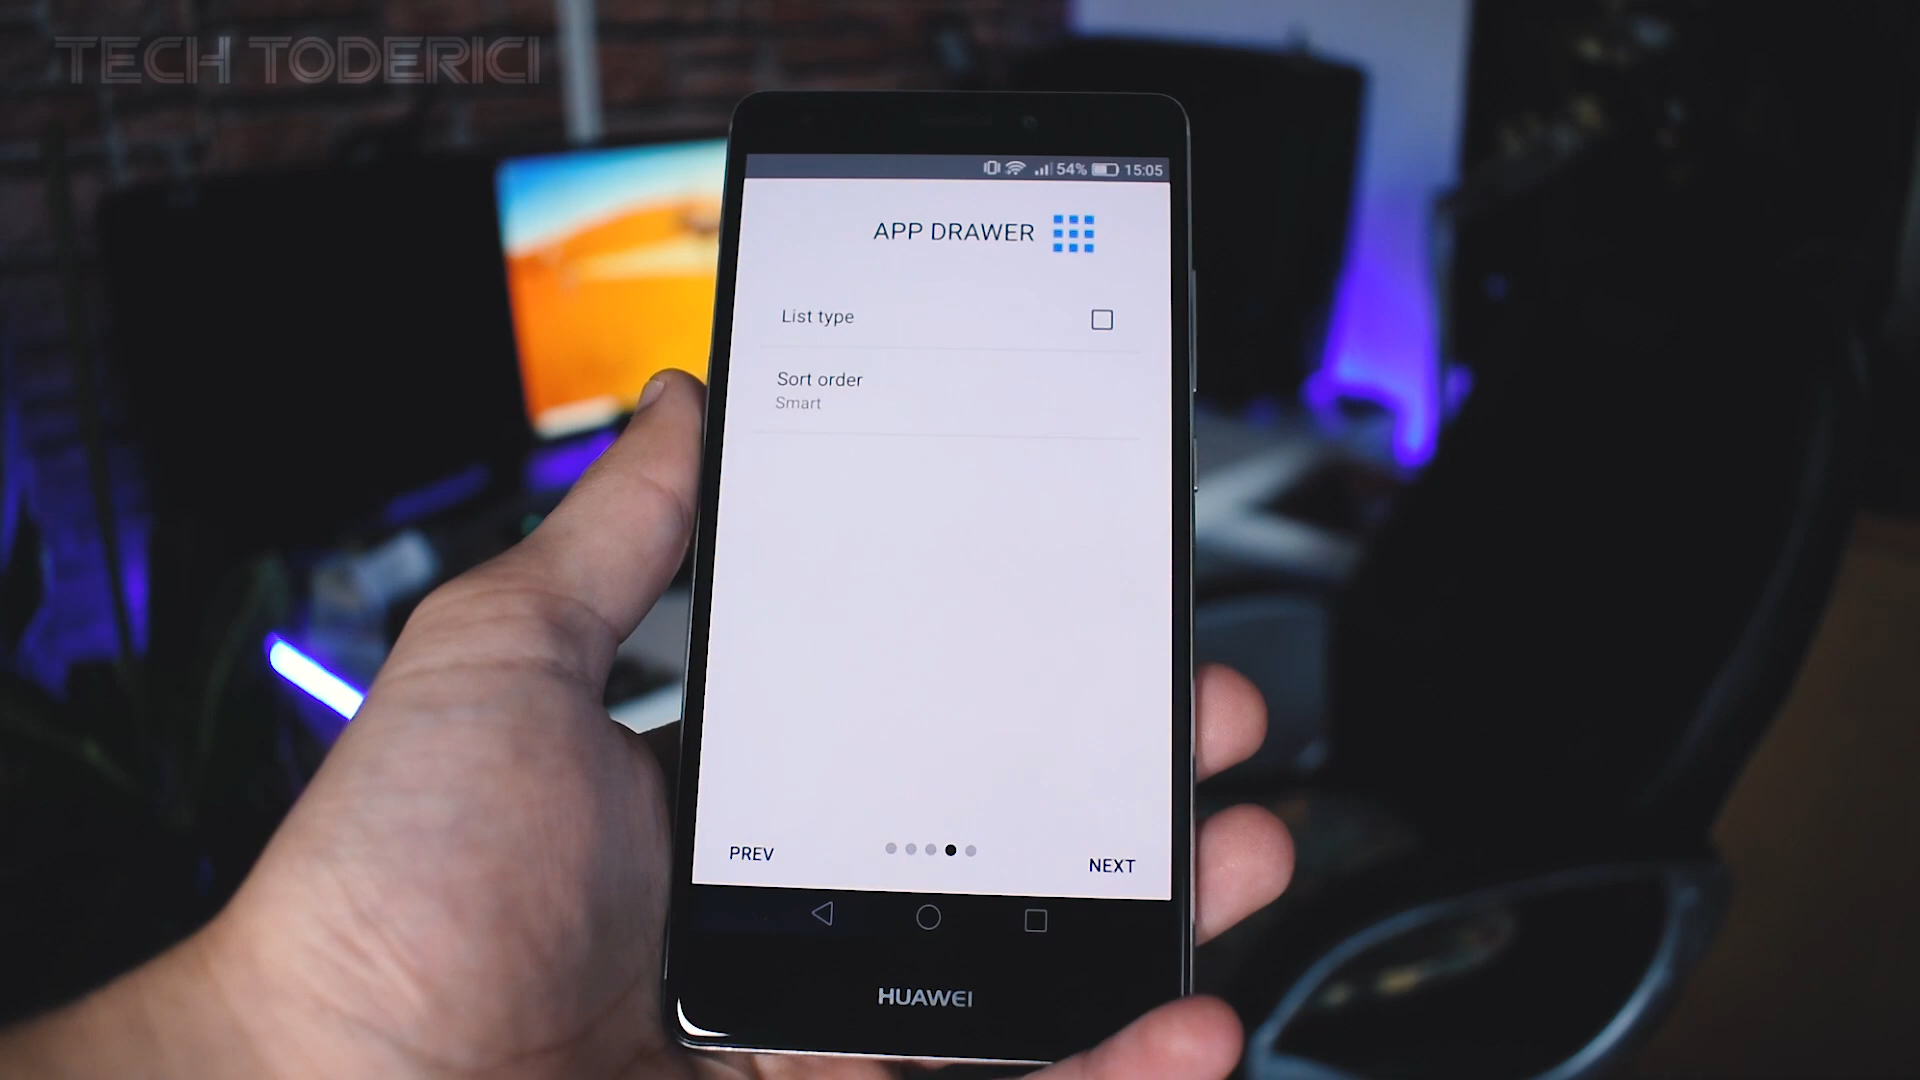 TECH TODERICI
54% 15:05
APP DRAWER
List type
Sort order
Smart
PREV
NEXT
HUAWEI